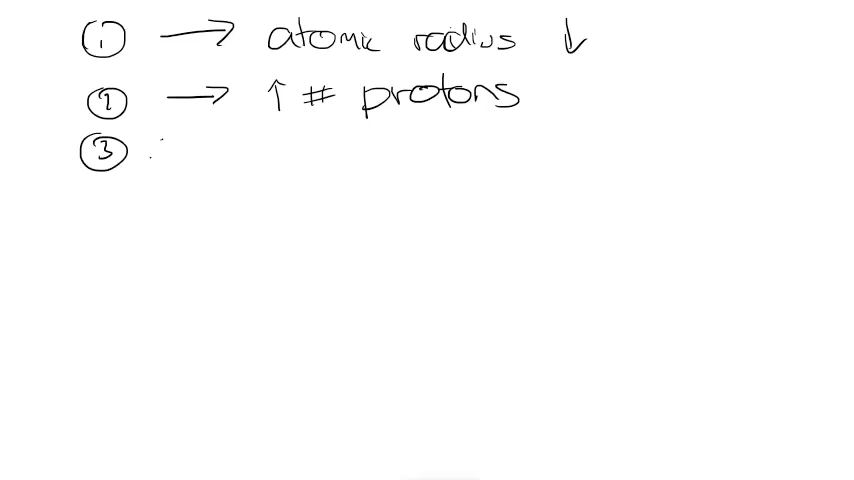 ① → atomic radius ↓
② → ↑ # protons
③